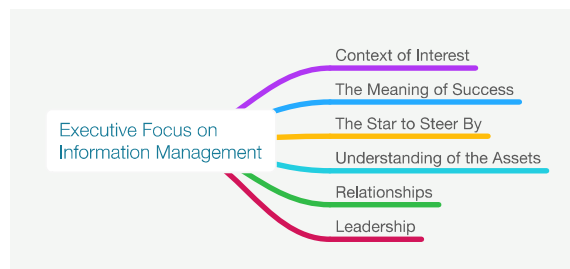 Executive Focus on
Information Management
Context of Interest
The Meaning of Success
The Star to Steer By
Understanding of the Assets
Relationships
Leadership